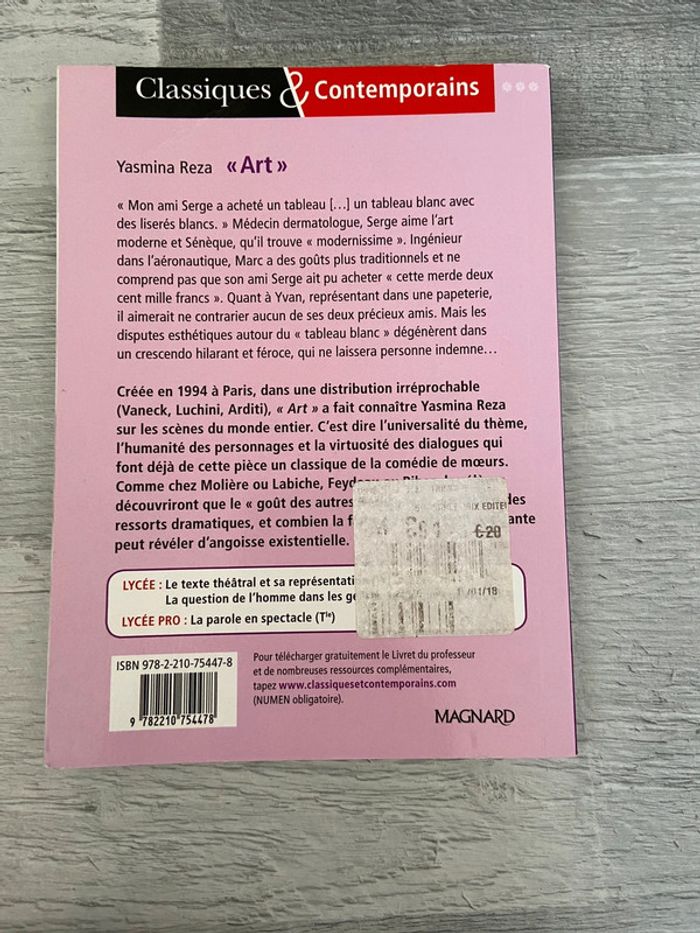 Classiques & Contemporains
Yasmina Reza « Art »
« Mon ami Serge a acheté un tableau [...] un tableau blanc avec
des liserés blancs. » Médecin dermatologue, Serge aime l'art
moderne et Sénèque, qu'il trouve « modernissime ». Ingénieur
dans l'aéronautique, Marc a des goûts plus traditionnels et ne
comprend pas que son ami Serge ait pu acheter « cette merde deux
cent mille francs ». Quant à Yvan, représentant dans une papeterie,
il aimerait ne contrarier aucun de ses deux précieux amis. Mais les
disputes esthétiques autour du « tableau blanc » dégénèrent dans
un crescendo hilarant et féroce, qui ne laissera personne indemne...
Créée en 1994 à Paris, dans une distribution irréprochable
(Vaneck, Luchini, Arditi), « Art » a fait connaître Yasmina Reza
sur les scènes du monde entier. C'est dire l'universalité du thème,
l'humanité des personnages et la virtuosité des dialogues qui
font déjà de cette pièce un classique de la comédie de mœurs.
Comme chez Molière ou Labiche,
découvriront que le « goût des autres des
ressorts dramatiques, et combien la
peut révéler d'angoisse existentielle.
€20
LYCÉE : Le texte théâtral et sa
La question de l'homme dans les
LYCÉE PRO : La parole en spectacle (Tle)
ISBN 978-2-210-75447-8
9 782210 754478
Pour télécharger gratuitement le Livret du professeur
et de nombreuses ressources complémentaires,
tapez www.classiquesetcontemporains.com
(NUMEN obligatoire).
MAGNARD